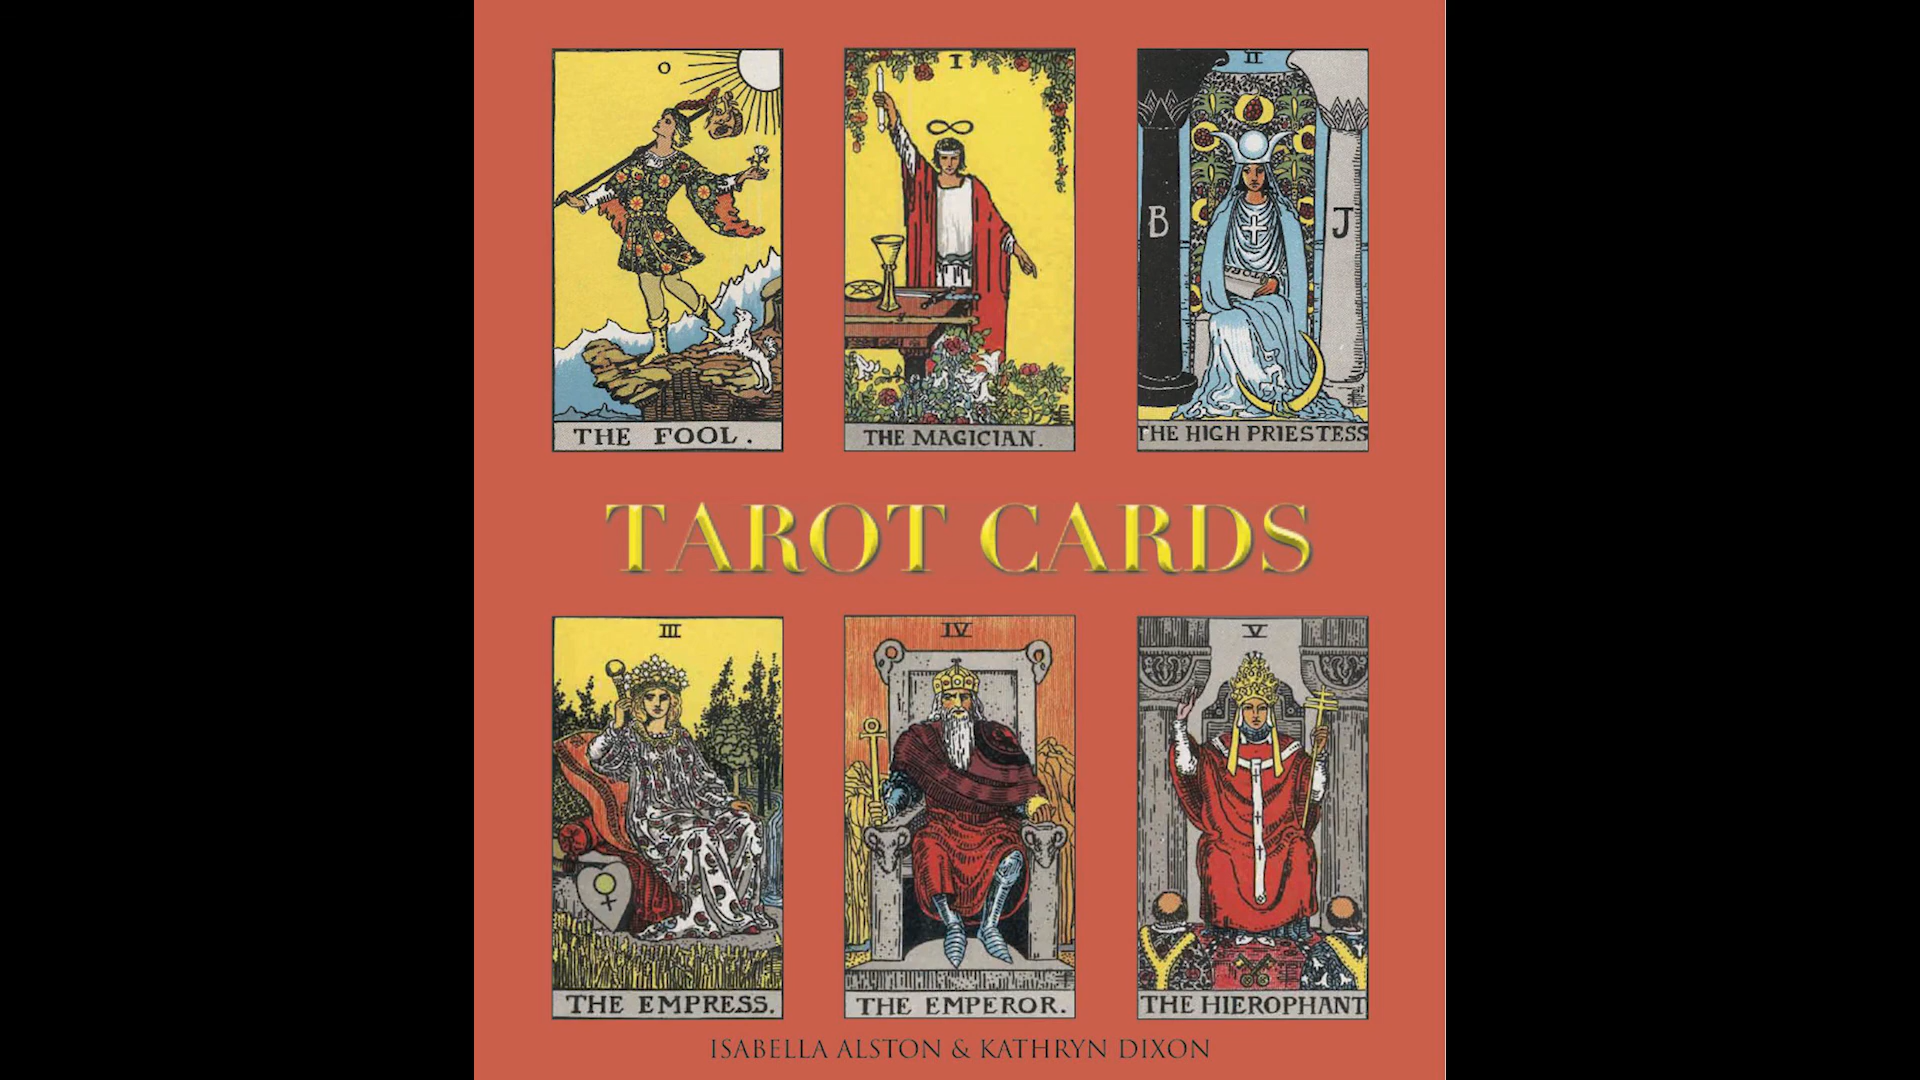 0
I
II
B
J
TORA
THE FOOL.
THE MAGICIAN.
THE HIGH PRIESTESS
TAROT CARDS
III
IV
V
THE EMPRESS.
THE EMPEROR.
THE HIEROPHANT
ISABELLA ALSTON & KATHRYN DIXON